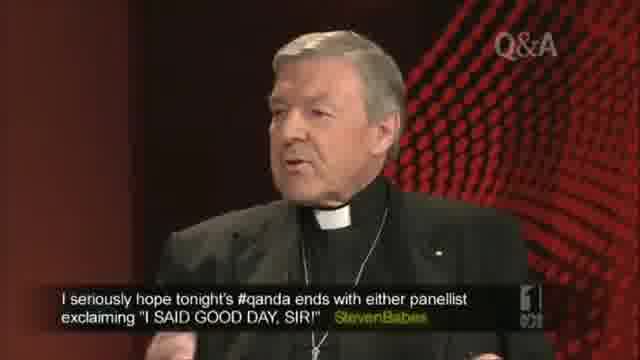 Q&A
I seriously hope tonight's #qanda ends with either panellist
exclaiming "I SAID GOOD DAY, SIR!" StevenBabes